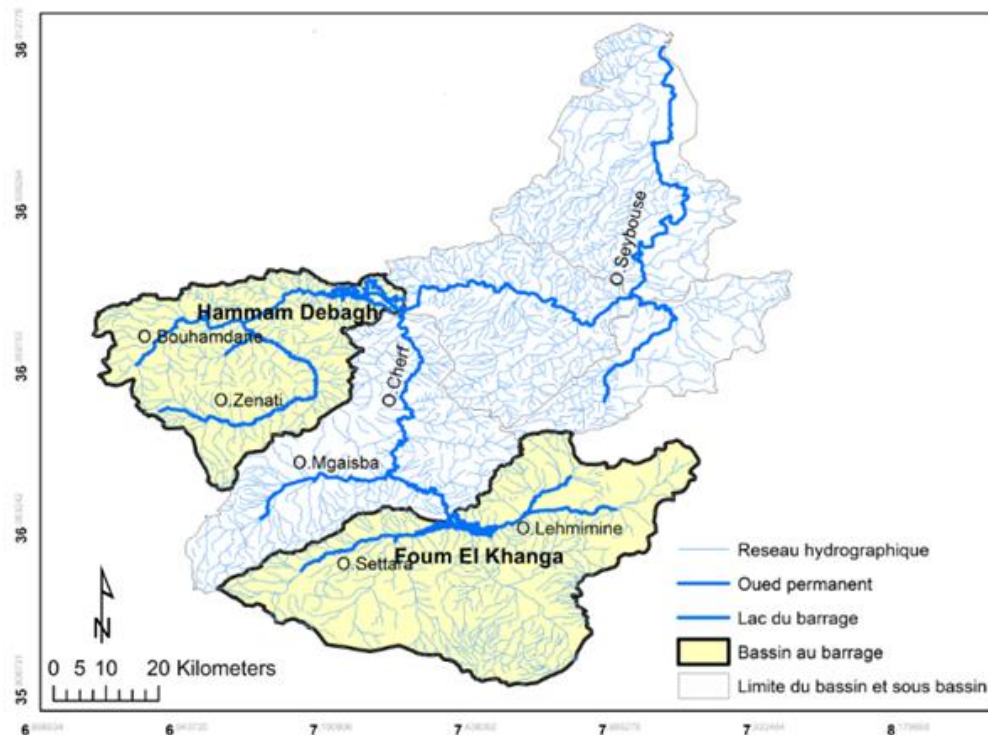 O.Seybouse
Hammam Debagh
O.Bouhamdane
O.Cherf
O.Zenati
O.Mgaisba
O.Lehmimine
O.Settara
Foum El Khanga
Reseau hydrographique
Oued permanent
Lac du barrage
Bassin au barrage
Limite du bassin et sous bassin
N
0 5 10 20 Kilometers
36
36
36
36
35
6
6
7
7
7
7
8